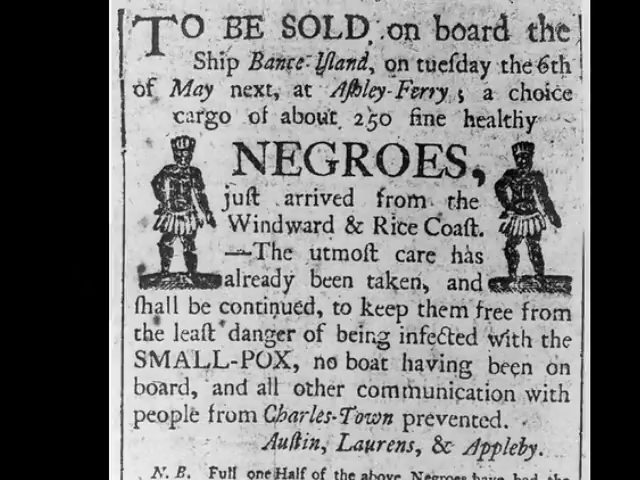 TO BE SOLD on board the
Ship Bance-Iſland, on tueſday the 6th
of May next, at Aſhley-Ferry; a choice
cargo of about 250 fine healthy
NEGROES,
juſt arrived from the
Windward & Rice Coaſt.
—The utmoſt care has
already been taken, and
ſhall be continued, to keep them free from
the leaſt danger of being infected with the
SMALL-POX, no boat having been on
board, and all other communication with
people from Charles-Town prevented.
Auſtin, Laurens, & Appleby.
N. B. Full one Half of the above Negroes have had the